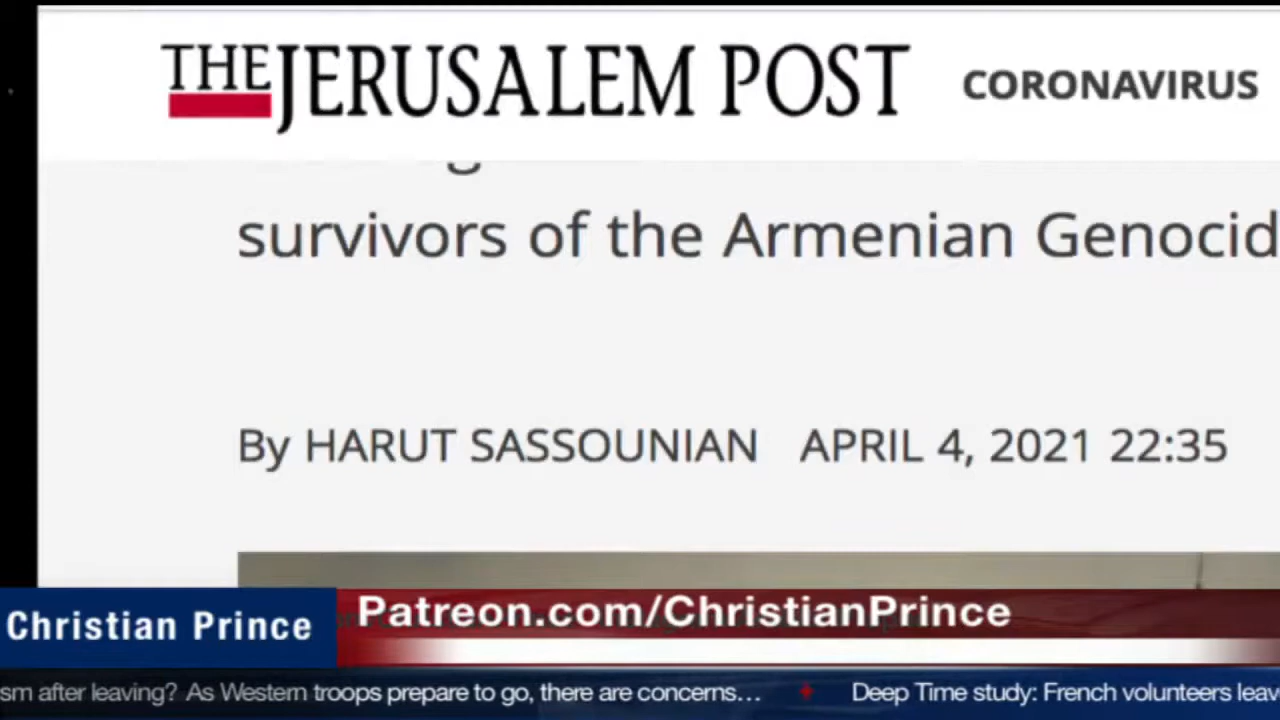 THE JERUSALEM POST CORONAVIRUS
survivors of the Armenian Genocid
By HARUT SASSOUNIAN APRIL 4, 2021 22:35
Christian Prince Patreon.com/ChristianPrince
sm after leaving? As Western troops prepare to go, there are concerns… Deep Time study: French volunteers leav